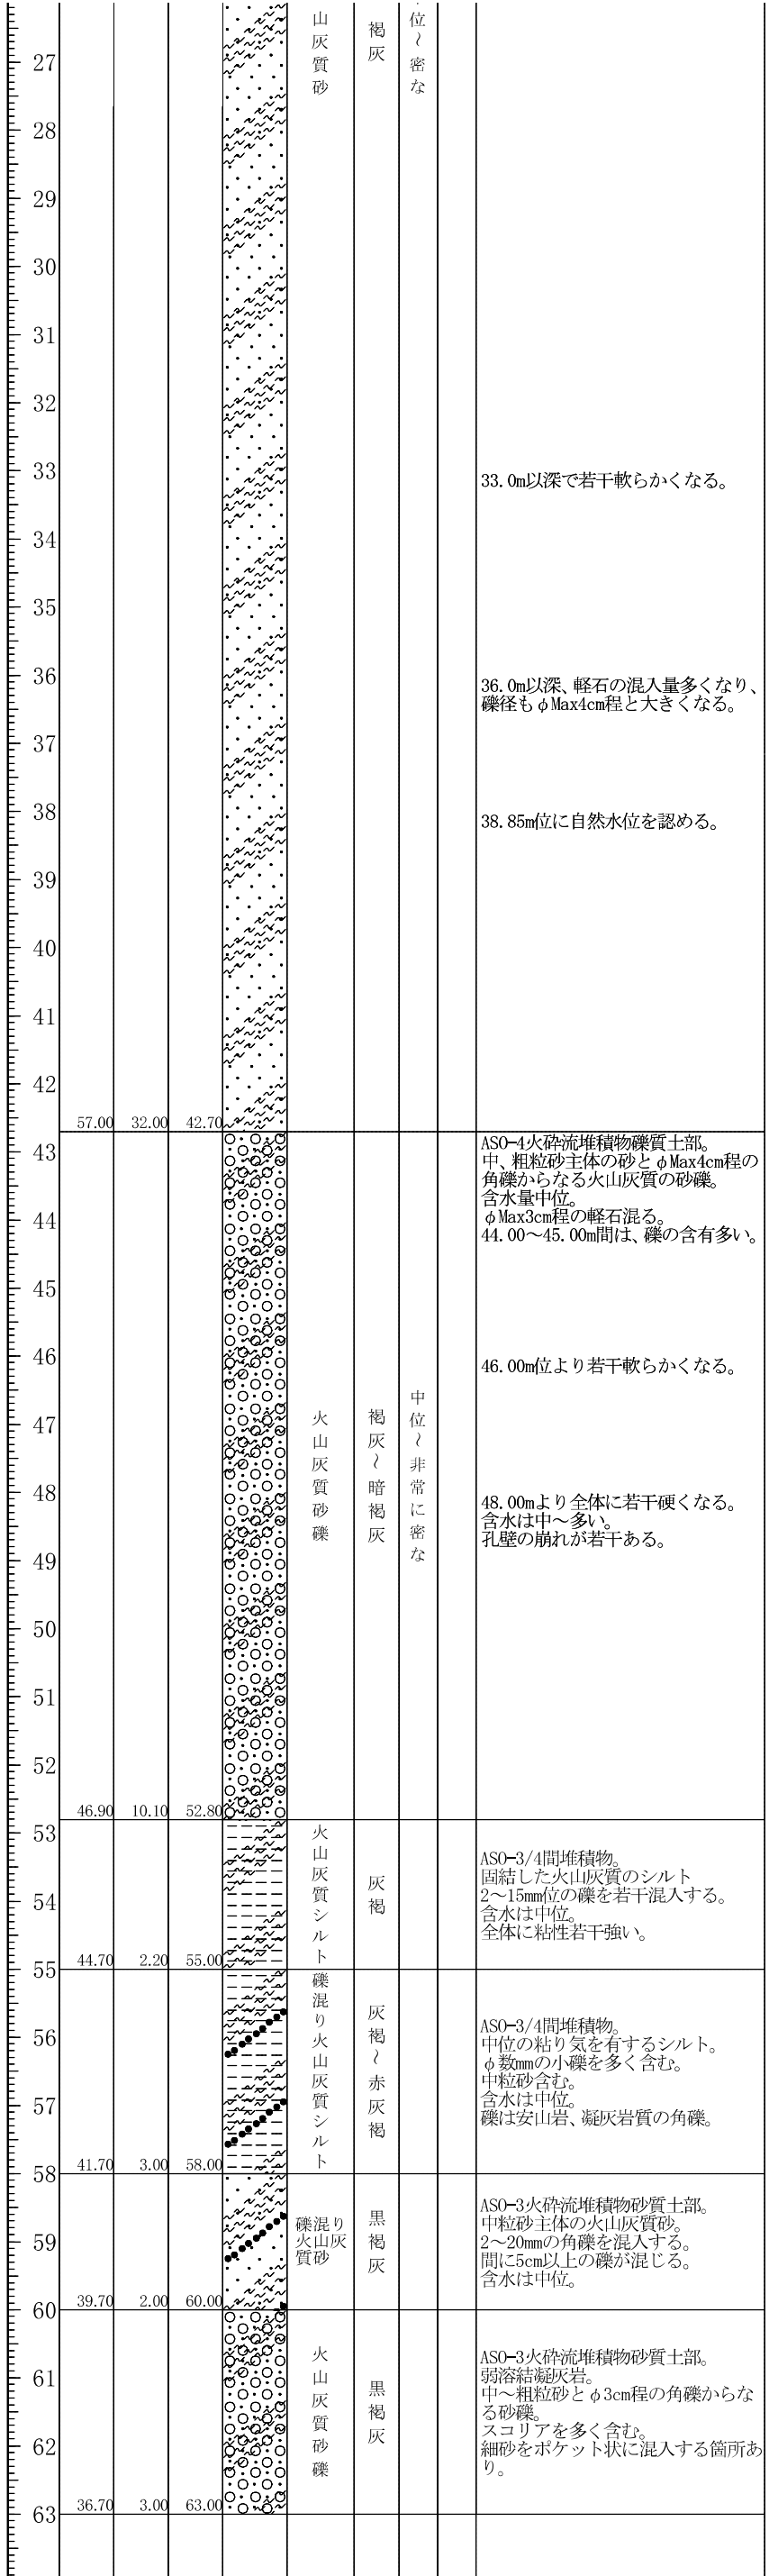 山灰質砂
褐灰
中位～密な
27
28
29
30
31
32
33
33.0m以深で若干軟らかくなる。
34
35
36
36.0m以深、軽石の混入量多くなり、
礫径もφMax4cm程と大きくなる。
37
38
38.85m位に自然水位を認める。
39
40
41
42
57.00 32.00 42.70
43
ASO-4火砕流堆積物礫質土部。
中、粗粒砂主体の砂とφMax4cm程の
角礫からなる火山灰質の砂礫。
含水量中位。
φMax3cm程の軽石混る。
44.00～45.00m間は、礫の含有多い。
44
45
46
46.00m位より若干軟らかくなる。
火山灰質砂礫
褐灰～暗褐灰
中位～非常に密な
47
48
48.00mより全体に若干硬くなる。
含水は中～多い。
孔壁の崩れが若干ある。
49
50
51
52
46.90 10.10 52.80
53
火山灰質シルト
灰褐
ASO-3/4間堆積物。
固結した火山灰質のシルト
2～15mm位の礫を若干混入する。
含水は中位。
全体に粘性若干強い。
54
44.70 2.20 55.00
55
礫混り火山灰質シルト
灰褐～赤灰褐
ASO-3/4間堆積物。
中位の粘り気を有するシルト。
φ数mmの小礫を多く含む。
中粒砂含む。
含水は中位。
礫は安山岩、凝灰岩質の角礫。
56
57
41.70 3.00 58.00
58
礫混り
火山灰
質砂
黒褐灰
ASO-3火砕流堆積物砂質土部。
中粒砂主体の火山灰質砂。
2～20mmの角礫を混入する。
間に5cm以上の礫が混じる。
含水は中位。
59
39.70 2.00 60.00
60
火山灰質砂礫
黒褐灰
ASO-3火砕流堆積物砂質土部。
弱溶結凝灰岩。
中～粗粒砂とφ3cm程の角礫からな
る砂礫。
スコリアを多く含む。
細砂をポケット状に混入する箇所あ
り。
61
62
36.70 3.00 63.00
63